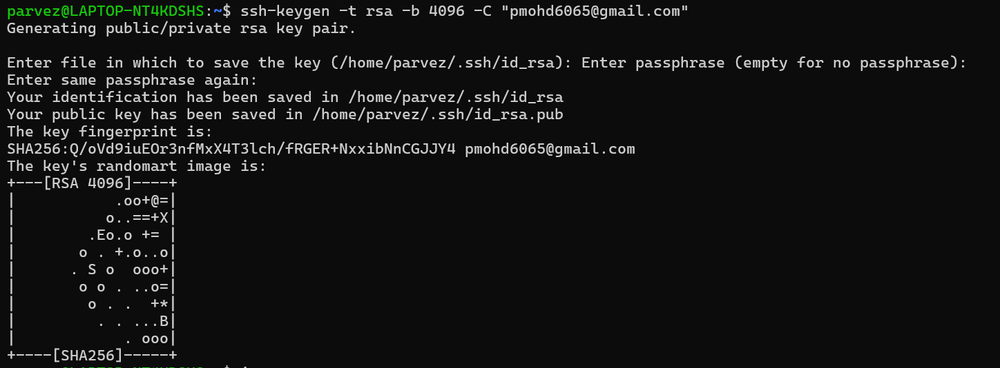 parvez@LAPTOP-NT4KDSHS:~$ ssh-keygen -t rsa -b 4096 -C "pmohd6065@gmail.com"
Generating public/private rsa key pair.
Enter file in which to save the key (/home/parvez/.ssh/id_rsa): Enter passphrase (empty for no passphrase):
Enter same passphrase again:
Your identification has been saved in /home/parvez/.ssh/id_rsa
Your public key has been saved in /home/parvez/.ssh/id_rsa.pub
The key fingerprint is:
SHA256:Q/oVd9iuEOr3nfMxX4T3lch/fRGER+NxxibNnCGJJY4 pmohd6065@gmail.com
The key's randomart image is:
+---[RSA 4096]----+
|           .oo+@=|
|          o..==+X|
|        .Eo.o += |
|       o . +.o..o|
|      . S o  ooo+|
|       o o . ..o=|
|        o . .  +*|
|         . . ...B|
|            . ooo|
+----[SHA256]-----+